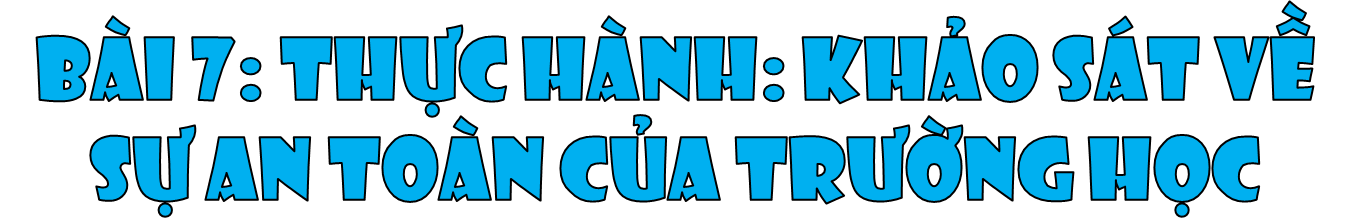 BÀI 7: THỰC HÀNH: KHẢO SÁT VỀ
SỰ AN TOÀN CỦA TRƯỜNG HỌC